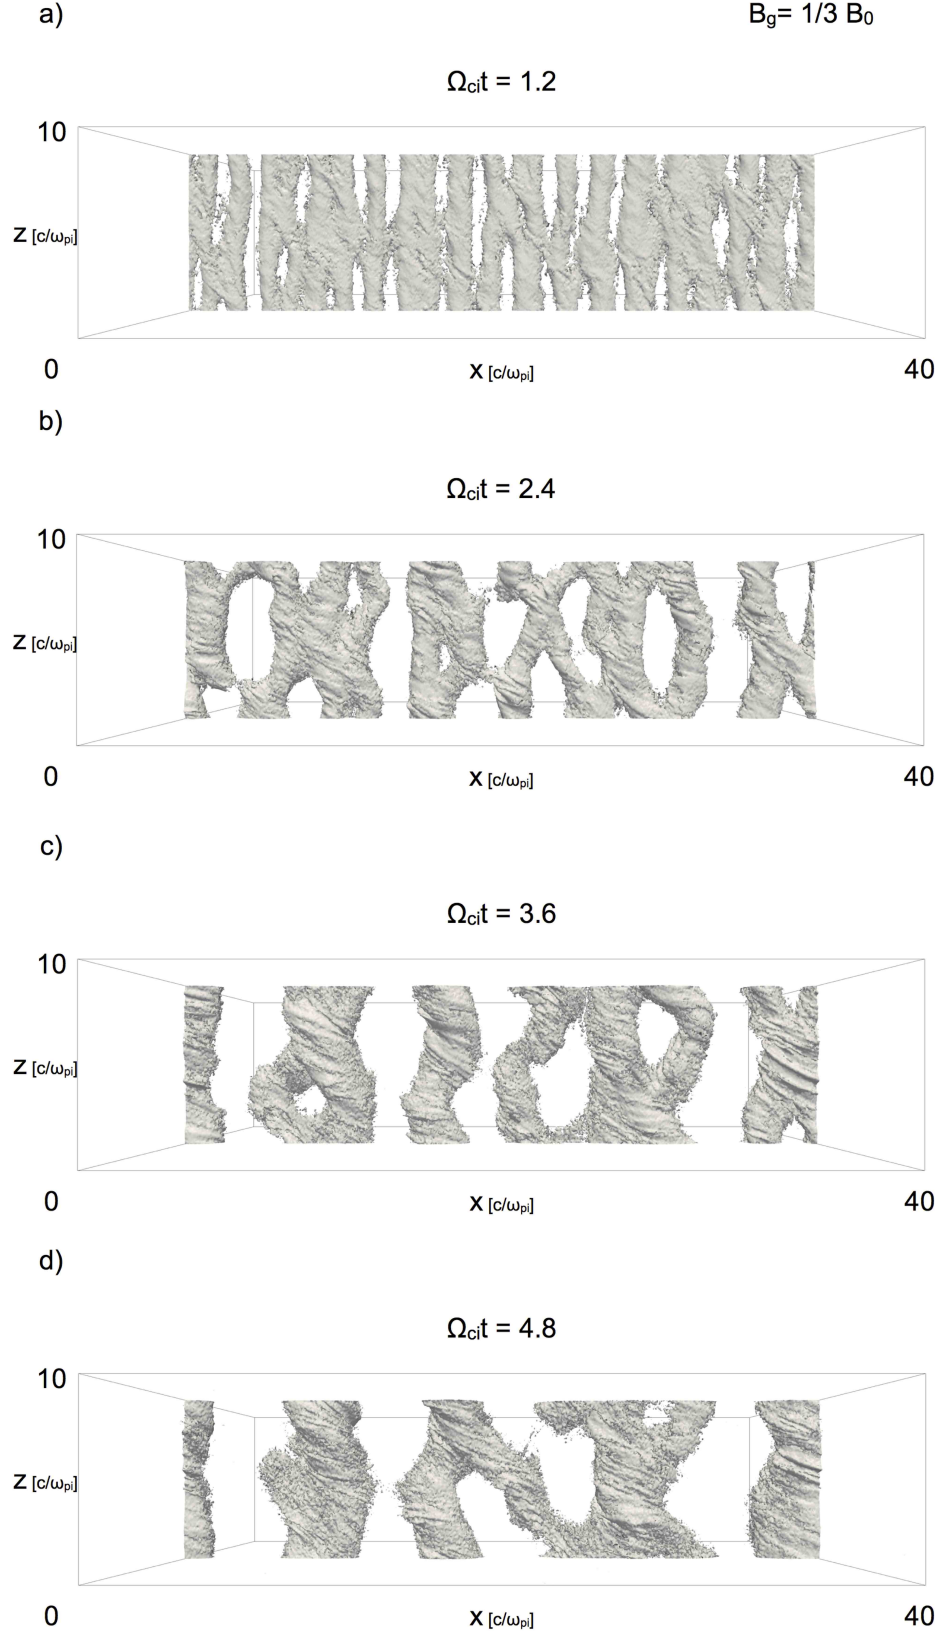 a)
B_g= 1/3 B_0
Ω_cit = 1.2
10
z [c/ω_pi]
0
x [c/ω_pi]
40
b)
Ω_cit = 2.4
10
z [c/ω_pi]
0
x [c/ω_pi]
40
c)
Ω_cit = 3.6
10
z [c/ω_pi]
0
x [c/ω_pi]
40
d)
Ω_cit = 4.8
10
z [c/ω_pi]
0
x [c/ω_pi]
40